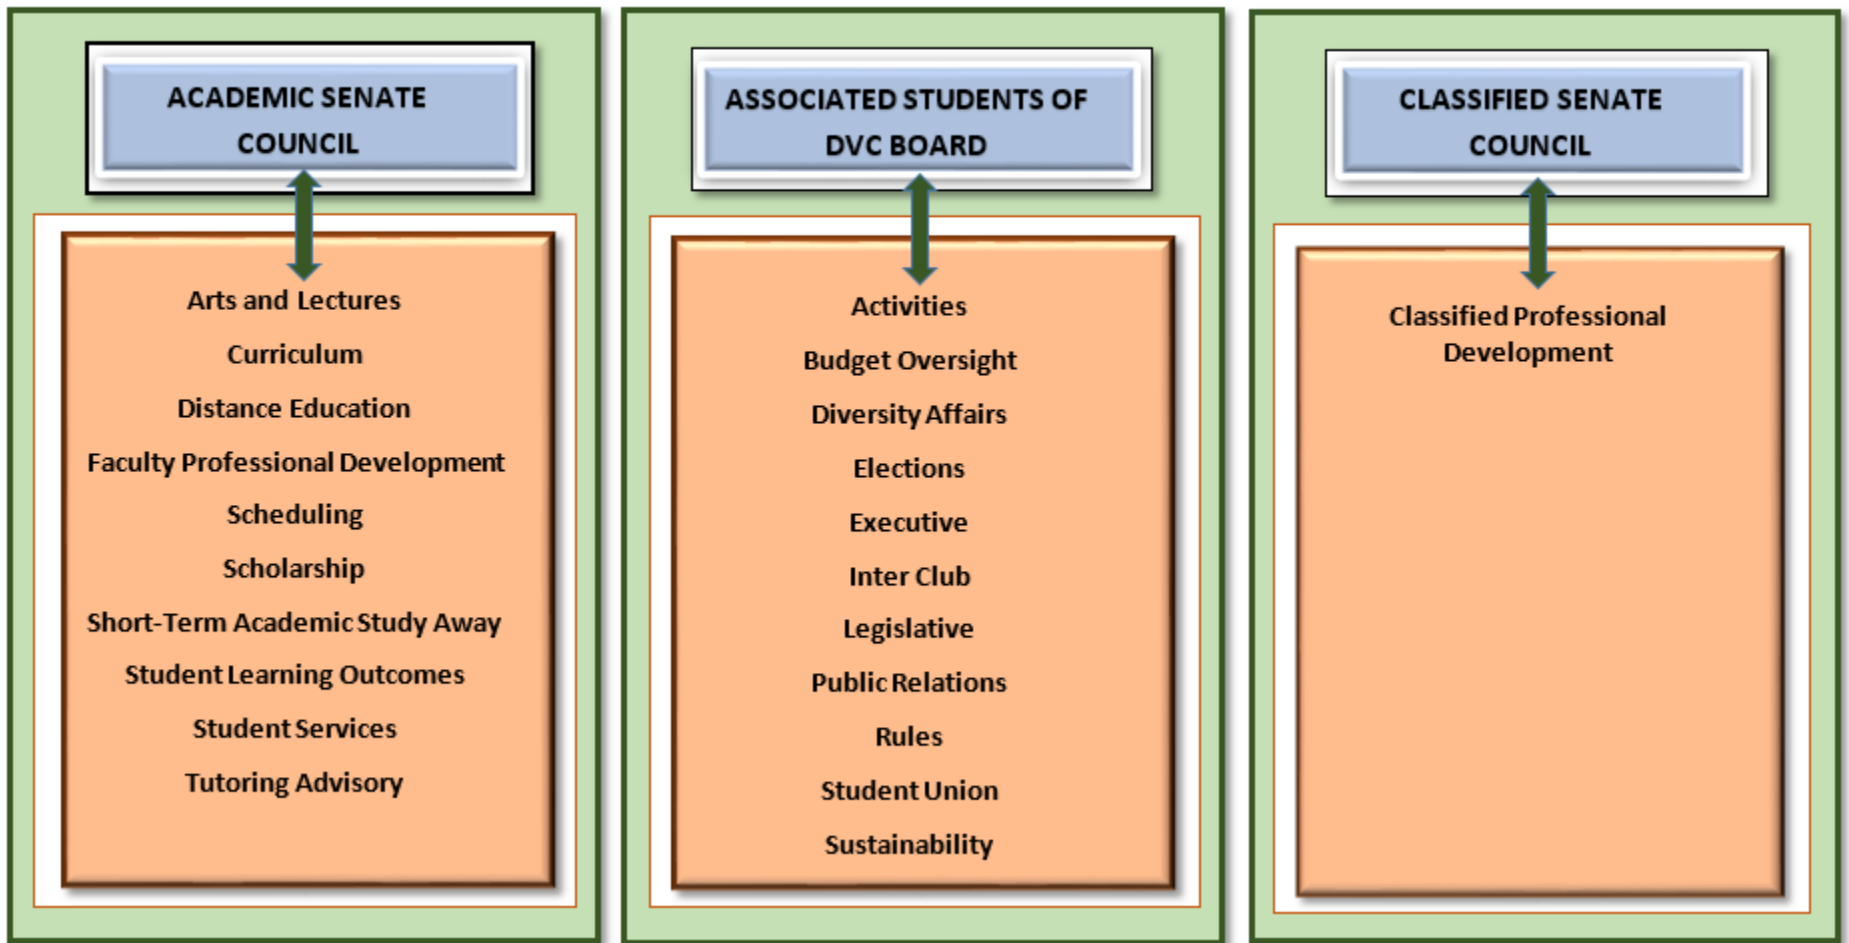 ACADEMIC SENATE
COUNCIL
Arts and Lectures
Curriculum
Distance Education
Faculty Professional Development
Scheduling
Scholarship
Short-Term Academic Study Away
Student Learning Outcomes
Student Services
Tutoring Advisory
ASSOCIATED STUDENTS OF
DVC BOARD
Activities
Budget Oversight
Diversity Affairs
Elections
Executive
Inter Club
Legislative
Public Relations
Rules
Student Union
Sustainability
CLASSIFIED SENATE
COUNCIL
Classified Professional
Development